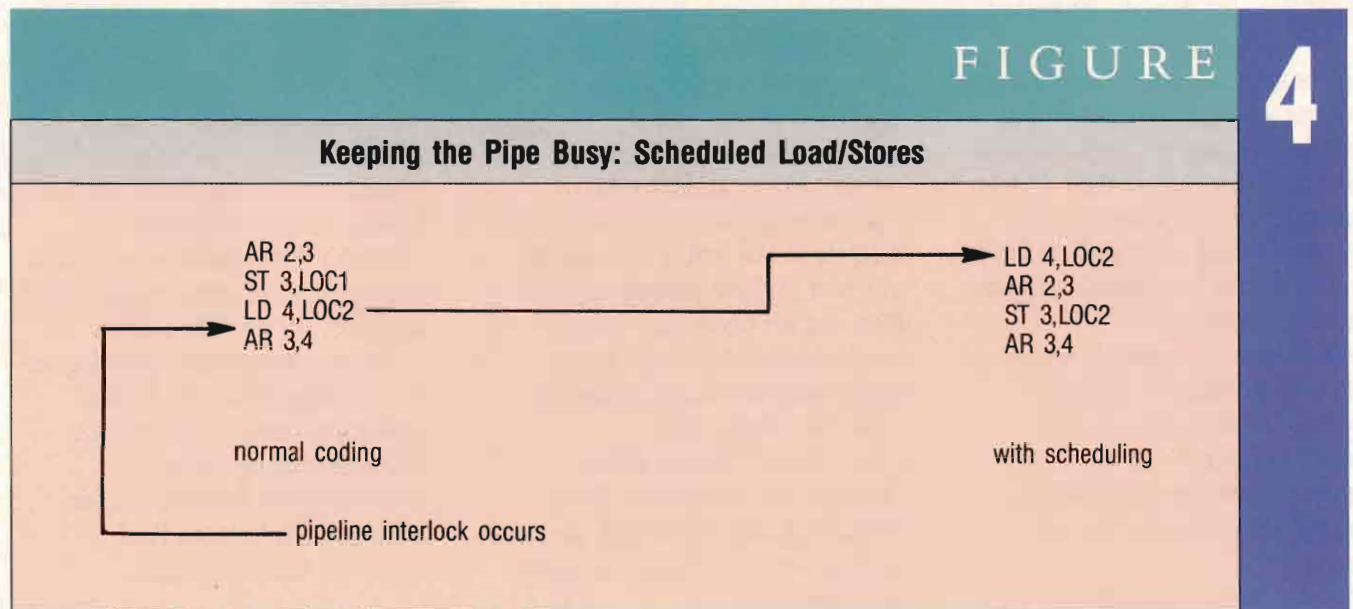 FIGURE 4
Keeping the Pipe Busy: Scheduled Load/Stores
AR 2,3
ST 3,LOC1
LD 4,LOC2
AR 3,4
normal coding
pipeline interlock occurs
LD 4,LOC2
AR 2,3
ST 3,LOC2
AR 3,4
with scheduling